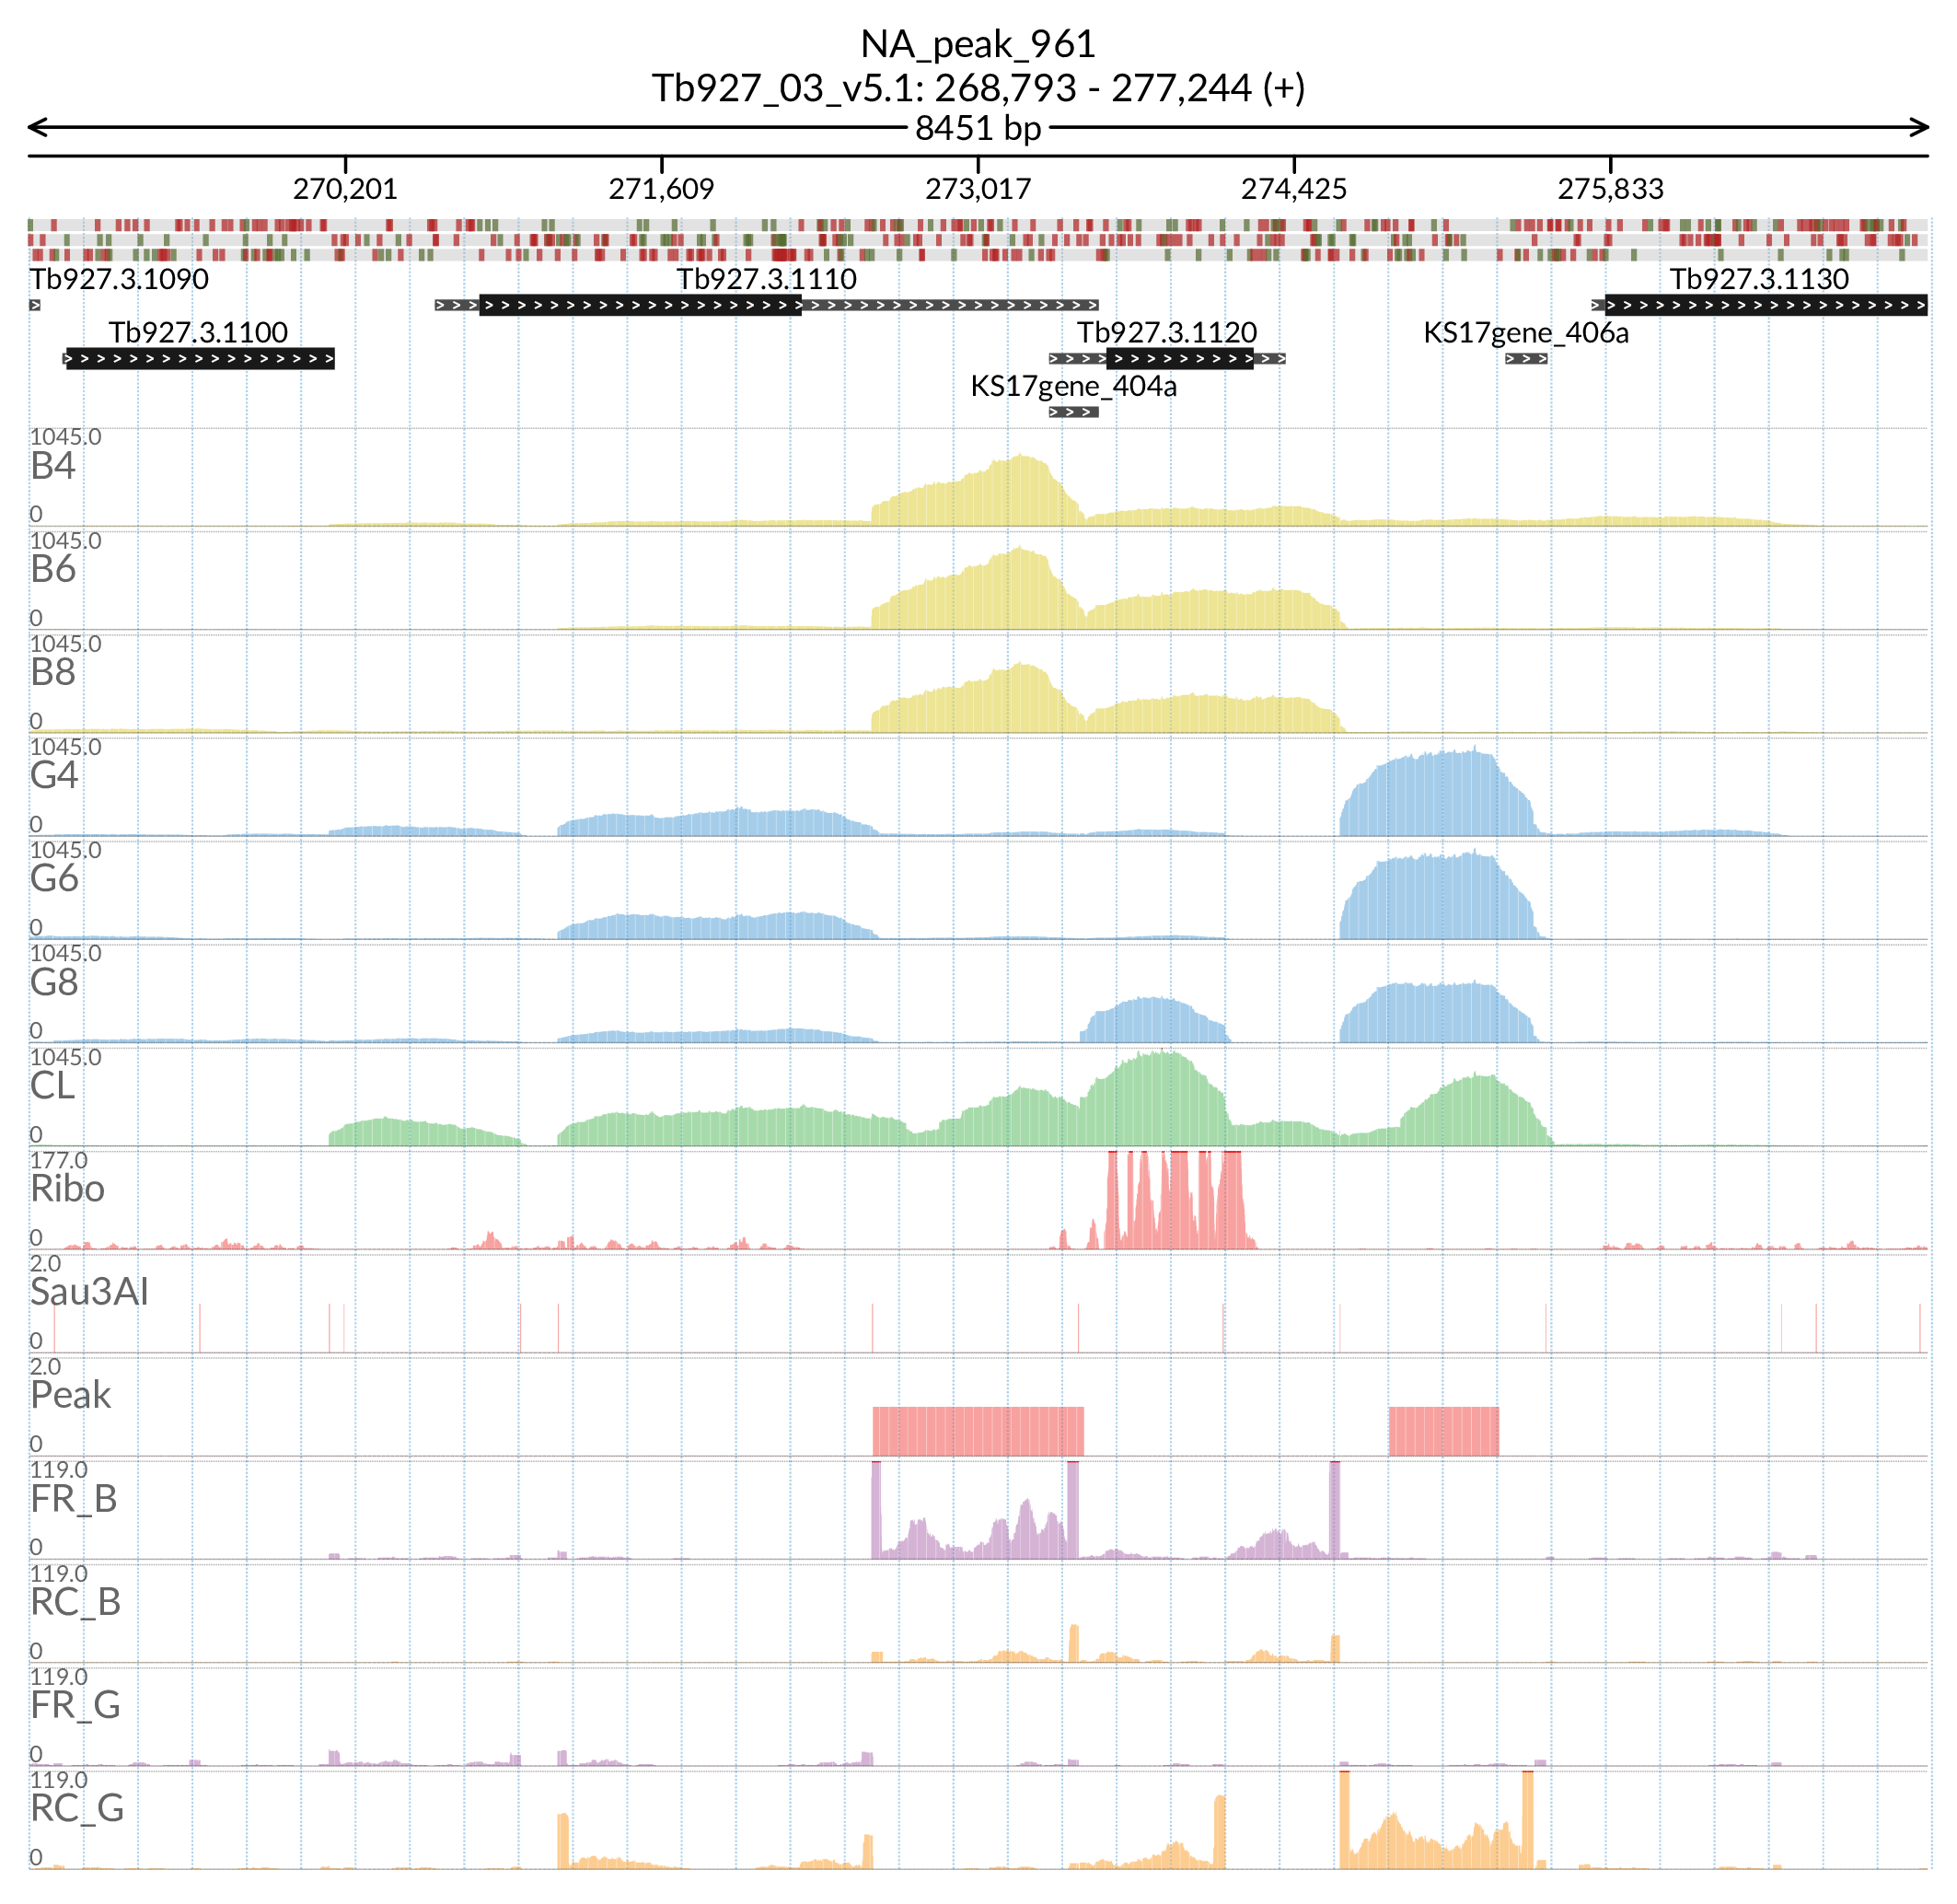 NA_peak_961
Tb927_03_v5.1: 268,793 - 277,244 (+)
8451 bp
270,201 271,609 273,017 274,425 275,833
Tb927.3.1090 Tb927.3.1110 Tb927.3.1130
Tb927.3.1100 Tb927.3.1120 KS17gene_406a
KS17gene_404a
1045.0
B4
0
1045.0
B6
0
1045.0
B8
0
1045.0
G4
0
1045.0
G6
0
1045.0
G8
0
1045.0
CL
0
177.0
Ribo
0
2.0
Sau3AI
0
2.0
Peak
0
119.0
FR_B
0
119.0
RC_B
0
119.0
FR_G
0
119.0
RC_G
0